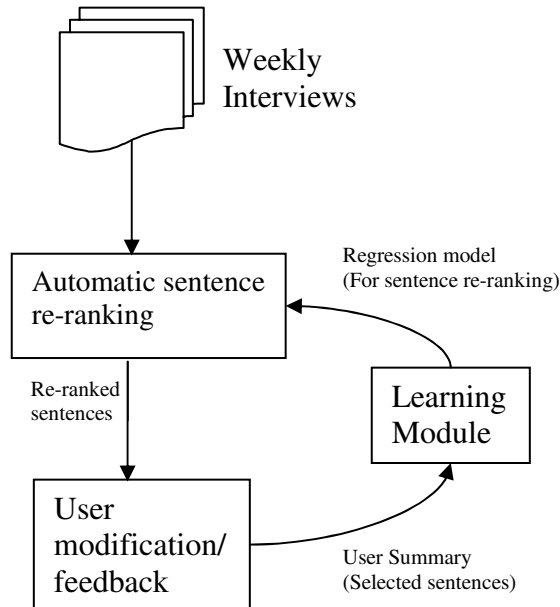 Weekly
Interviews
Automatic sentence
re-ranking
Regression model
(For sentence re-ranking)
Re-ranked
sentences
Learning
Module
User
modification/
feedback
User Summary
(Selected sentences)